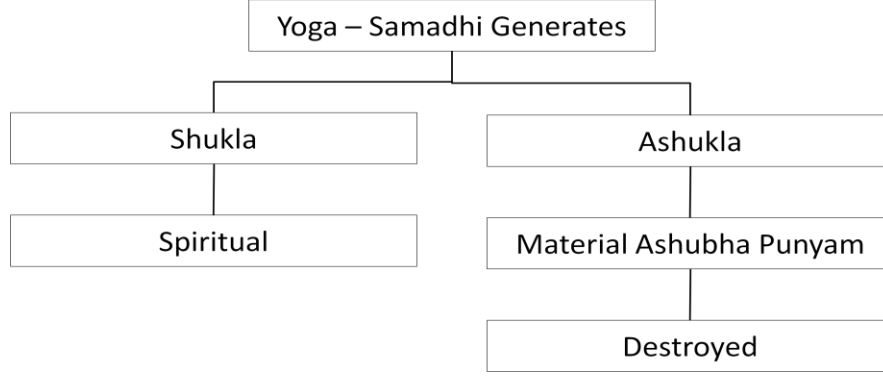 Yoga – Samadhi Generates
Shukla
Ashukla
Spiritual
Material Ashubha Punyam
Destroyed